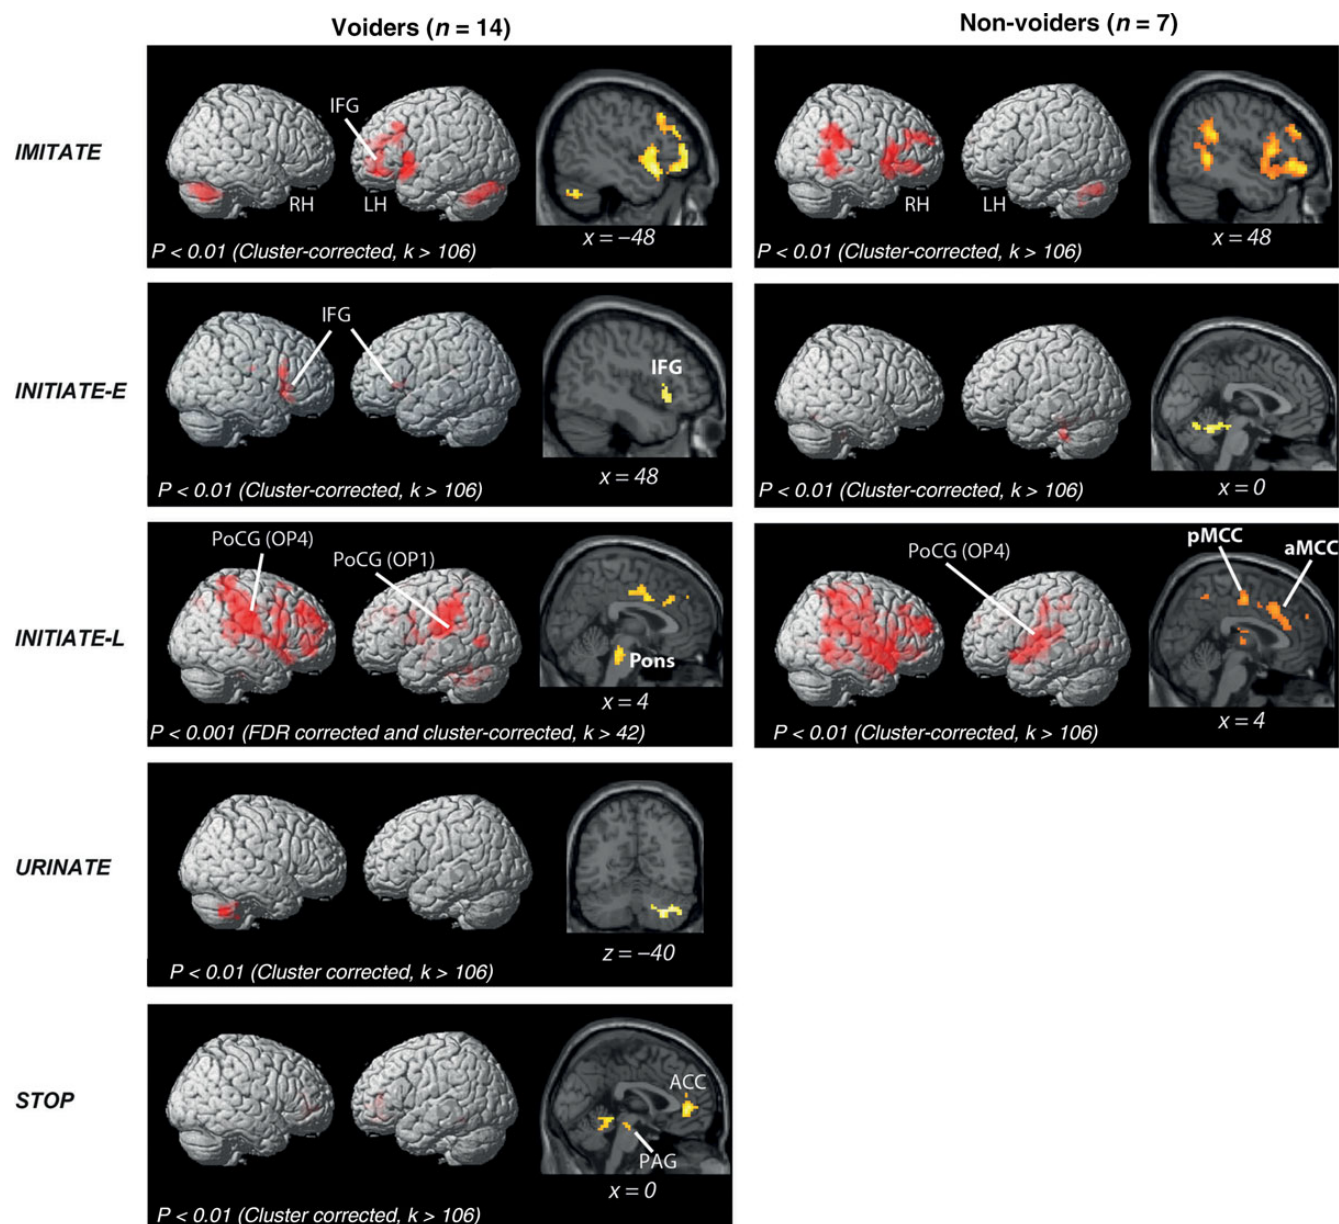 Voiders (n = 14)
Non-voiders (n = 7)
IMITATE
IFG
RH
LH
x = –48
P < 0.01 (Cluster-corrected, k > 106)
RH
LH
x = 48
P < 0.01 (Cluster-corrected, k > 106)
INITIATE-E
IFG
IFG
x = 48
P < 0.01 (Cluster-corrected, k > 106)
x = 0
P < 0.01 (Cluster-corrected, k > 106)
INITIATE-L
PoCG (OP4)
PoCG (OP1)
Pons
x = 4
P < 0.001 (FDR corrected and cluster-corrected, k > 42)
PoCG (OP4)
pMCC
aMCC
x = 4
P < 0.01 (Cluster-corrected, k > 106)
URINATE
z = –40
P < 0.01 (Cluster corrected, k > 106)
STOP
ACC
PAG
x = 0
P < 0.01 (Cluster corrected, k > 106)